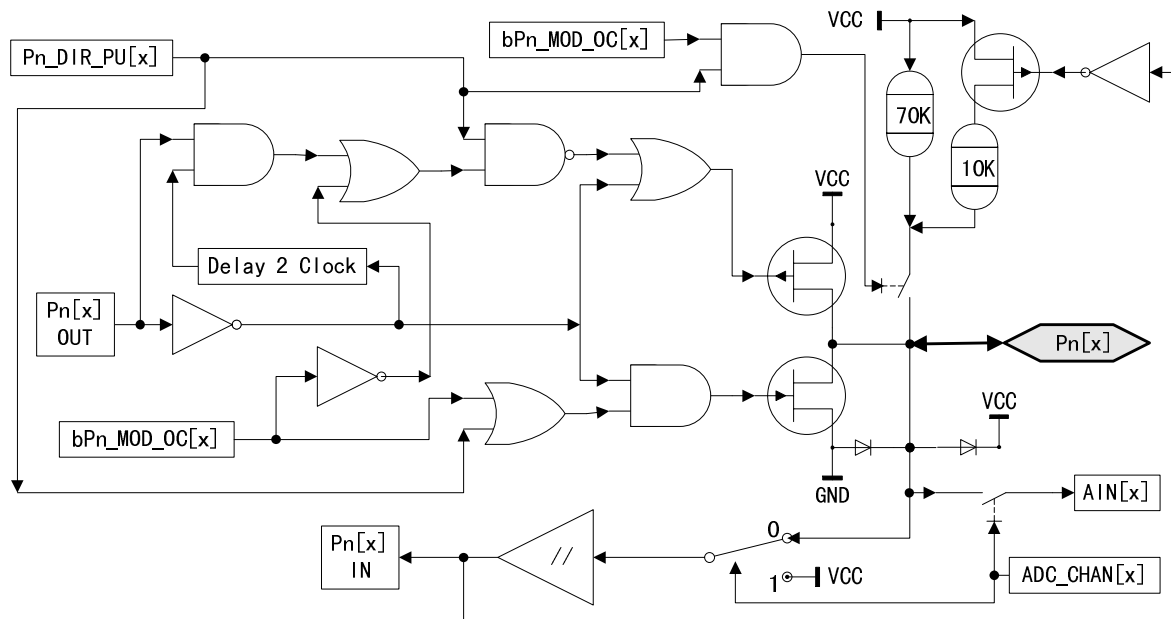 Pn_DIR_PU[x]
bPn_MOD_OC[x]
VCC
70K
10K
VCC
Delay 2 Clock
Pn[x]
OUT
Pn[x]
bPn_MOD_OC[x]
VCC
GND
AIN[x]
Pn[x]
IN
//
0
1
VCC
ADC_CHAN[x]